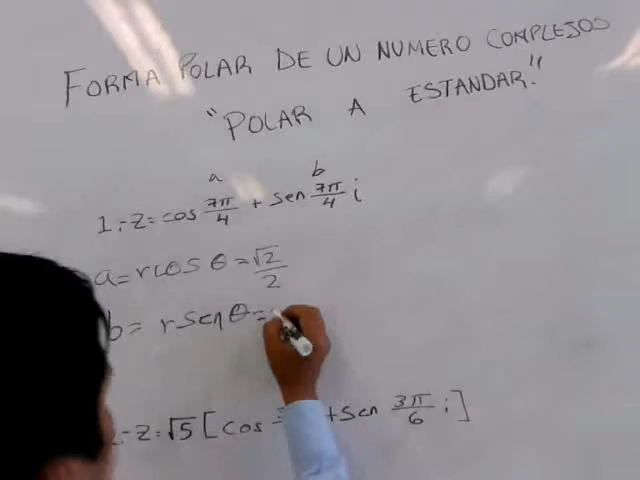 FORMA POLAR DE UN NUMERO COMPLEJOS
"POLAR A ESTANDAR."
a b
1.- Z = cos 7π/4 + sen 7π/4 i
a = r cos θ = √2/2
b = r sen θ =
- Z = √5 [cos + sen 3π/6 i]